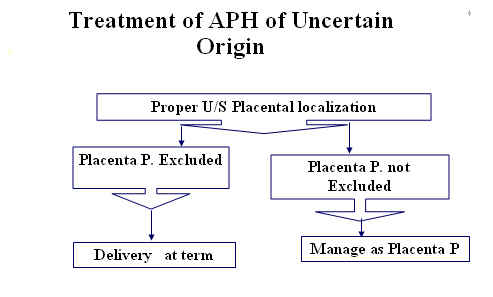 Treatment of APH of Uncertain
Origin
Proper U/S Placental localization
Placenta P. Excluded
Placenta P. not
Excluded
Delivery at term
Manage as Placenta P